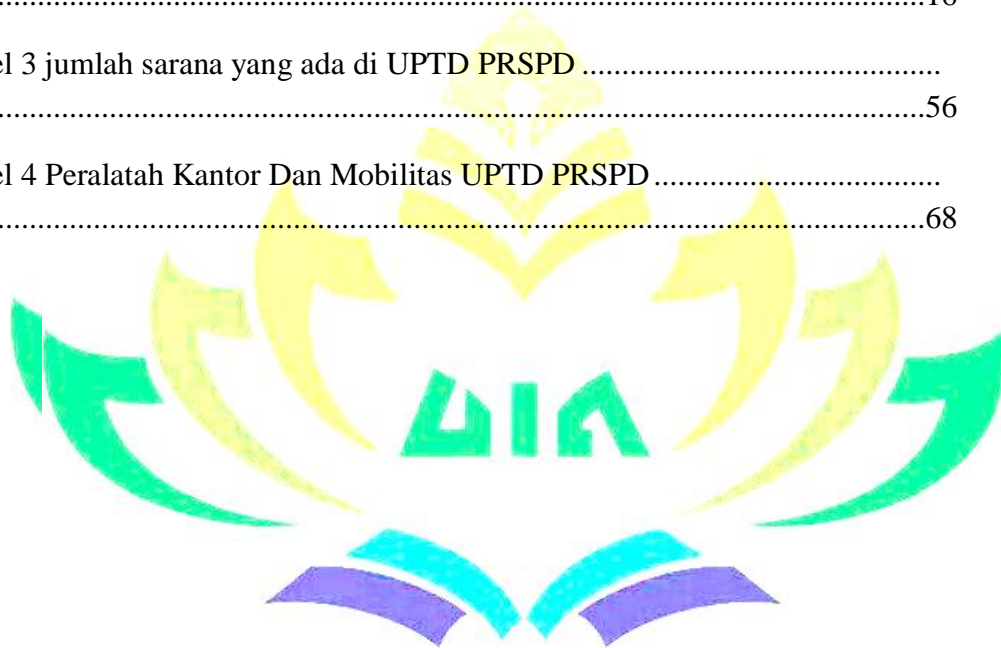 ...............................................................................................................16
el 3 jumlah sarana yang ada di UPTD PRSPD ...........................................
...............................................................................................................56
el 4 Peralatah Kantor Dan Mobilitas UPTD PRSPD ..................................
...............................................................................................................68
UIN